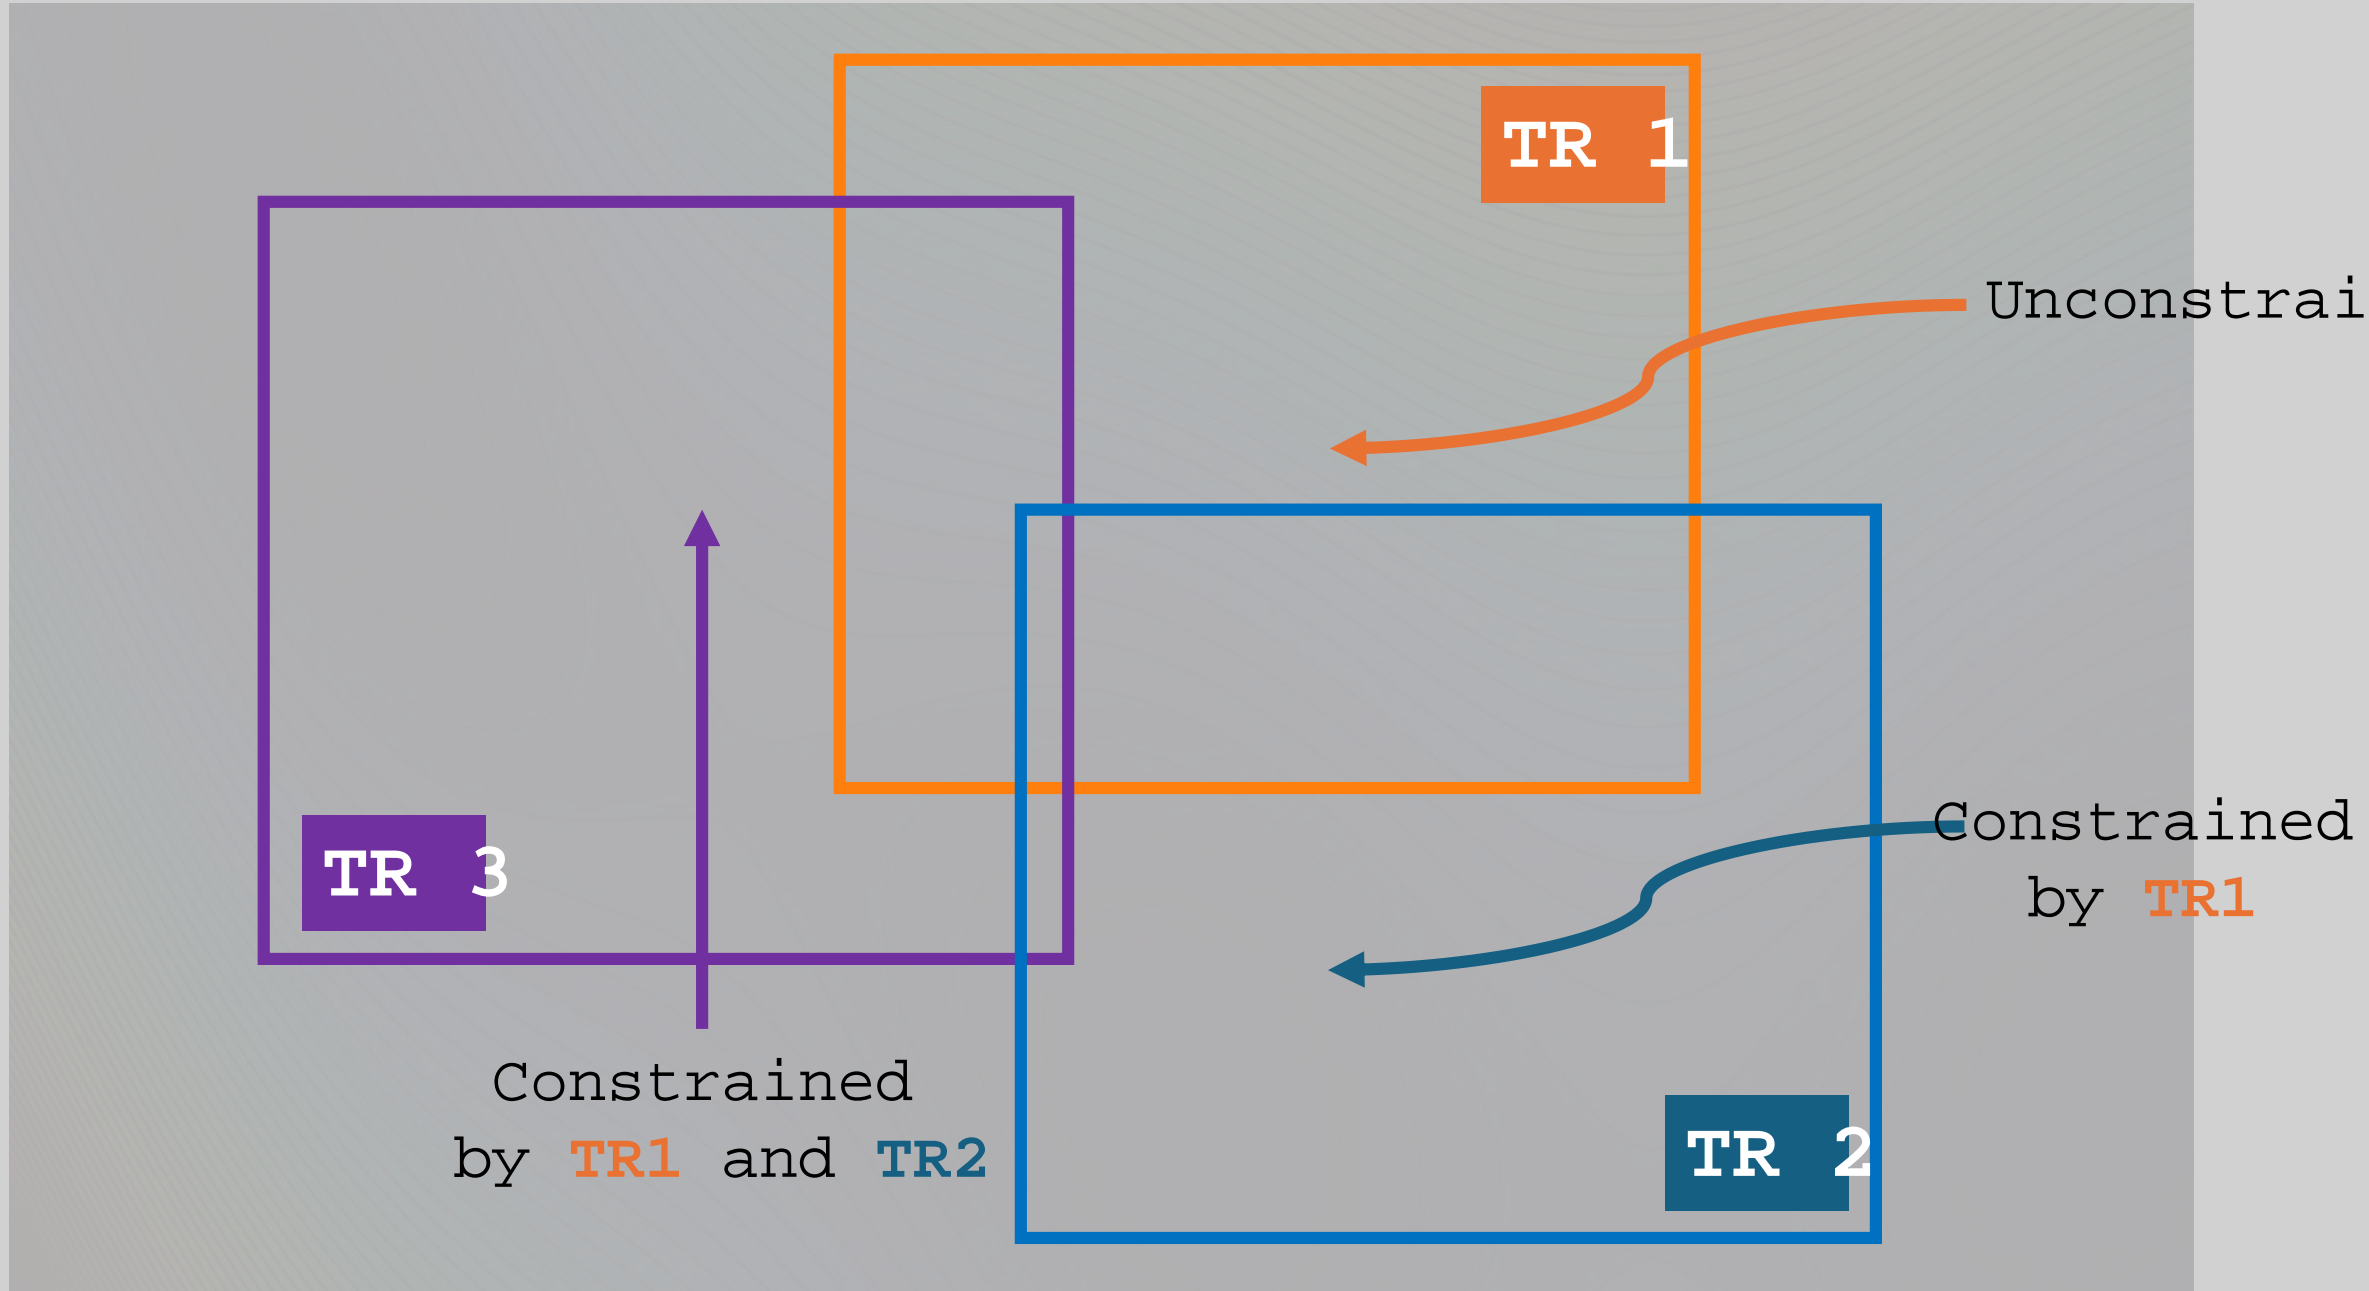 TR 1
Unconstrai
TR 3
Constrained
by TR1
Constrained
by TR1 and TR2
TR 2